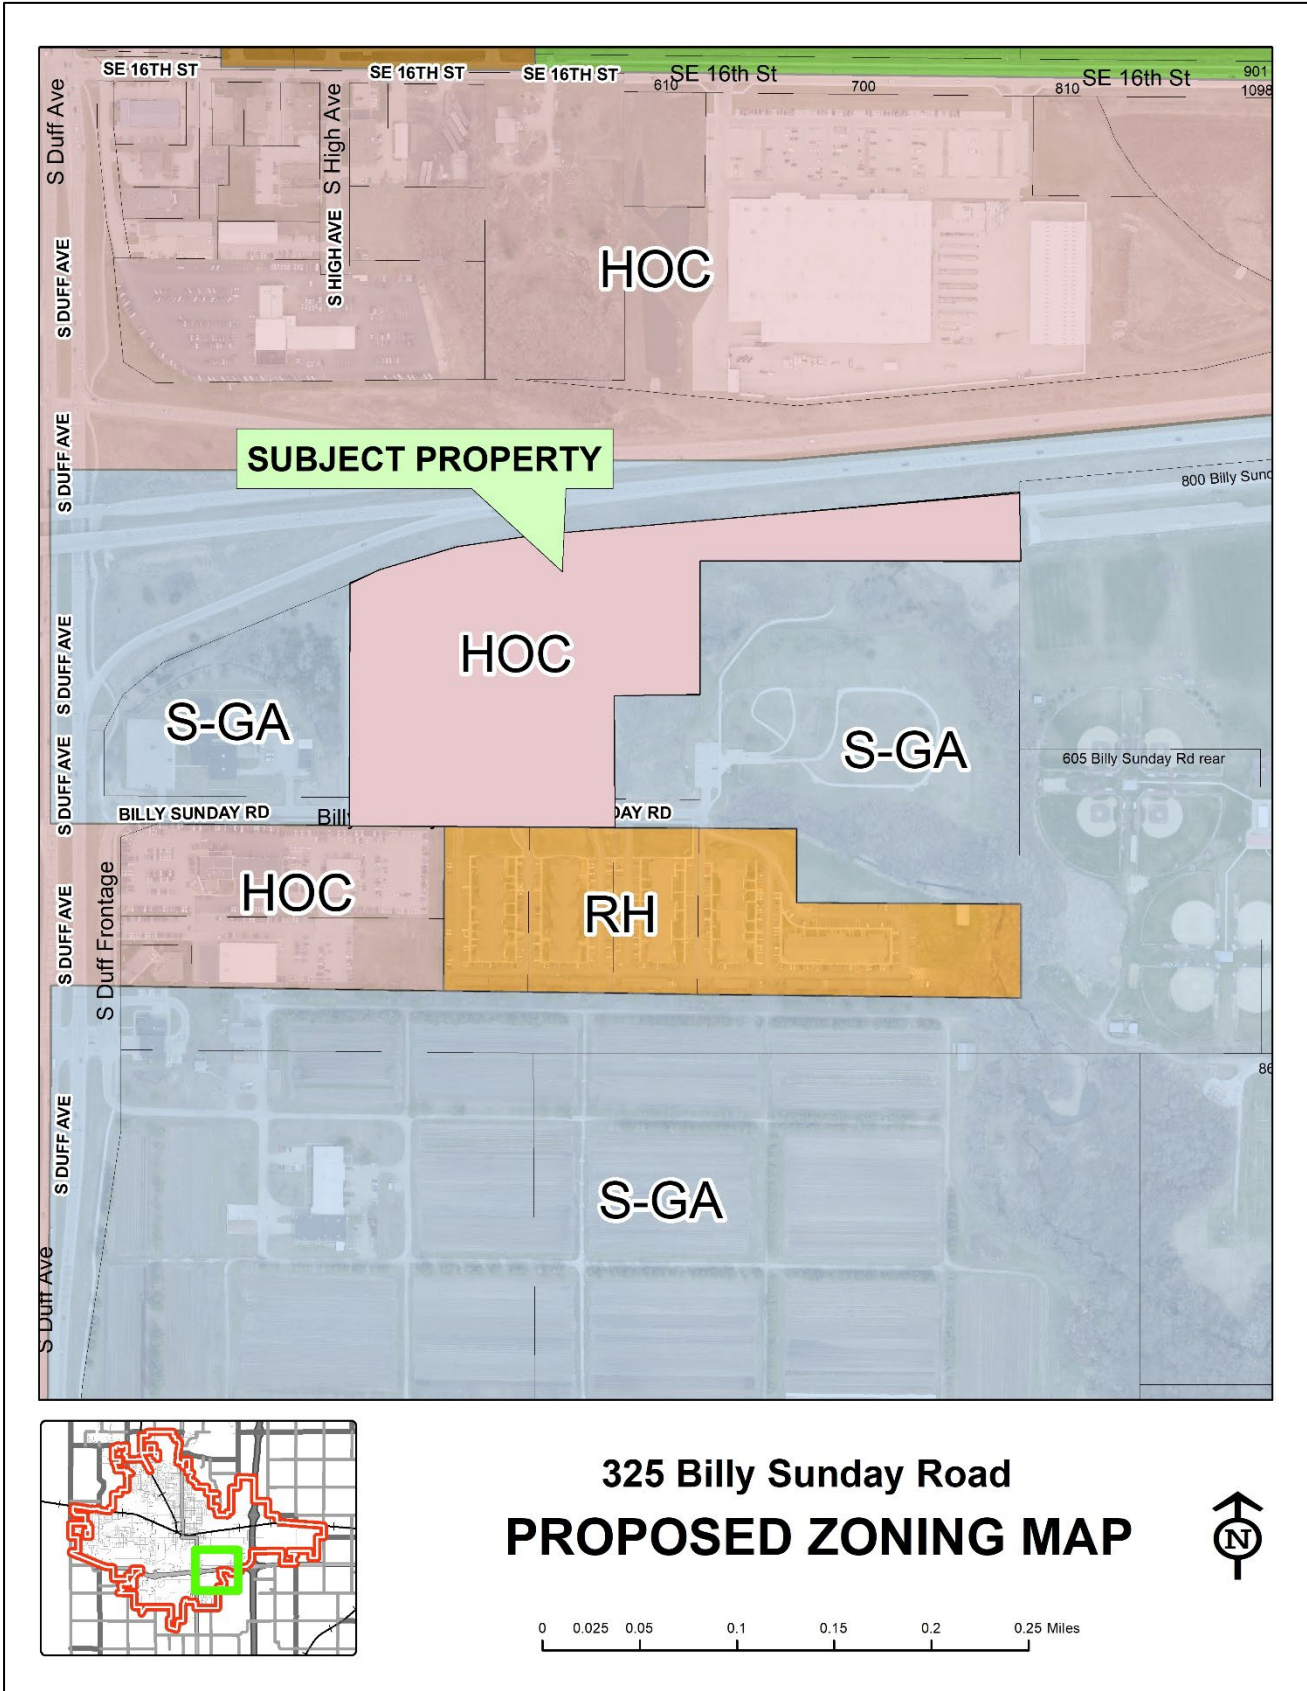 SE 16TH ST
SE 16TH ST
SE 16TH ST
SE 16th St
SE 16th St
901
610
700
810
1098
S Duff Ave
S High Ave
S HIGH AVE
S DUFF AVE
HOC
S DUFF AVE
SUBJECT PROPERTY
800 Billy Sund
S DUFF AVE
HOC
S-GA
S-GA
605 Billy Sunday Rd rear
S DUFF AVE
BILLY SUNDAY RD
Billy
DAY RD
HOC
RH
S DUFF AVE
S Duff Frontage
86
S DUFF AVE
S-GA
S Duff Ave
325 Billy Sunday Road
PROPOSED ZONING MAP
N
0 0.025 0.05 0.1 0.15 0.2 0.25 Miles